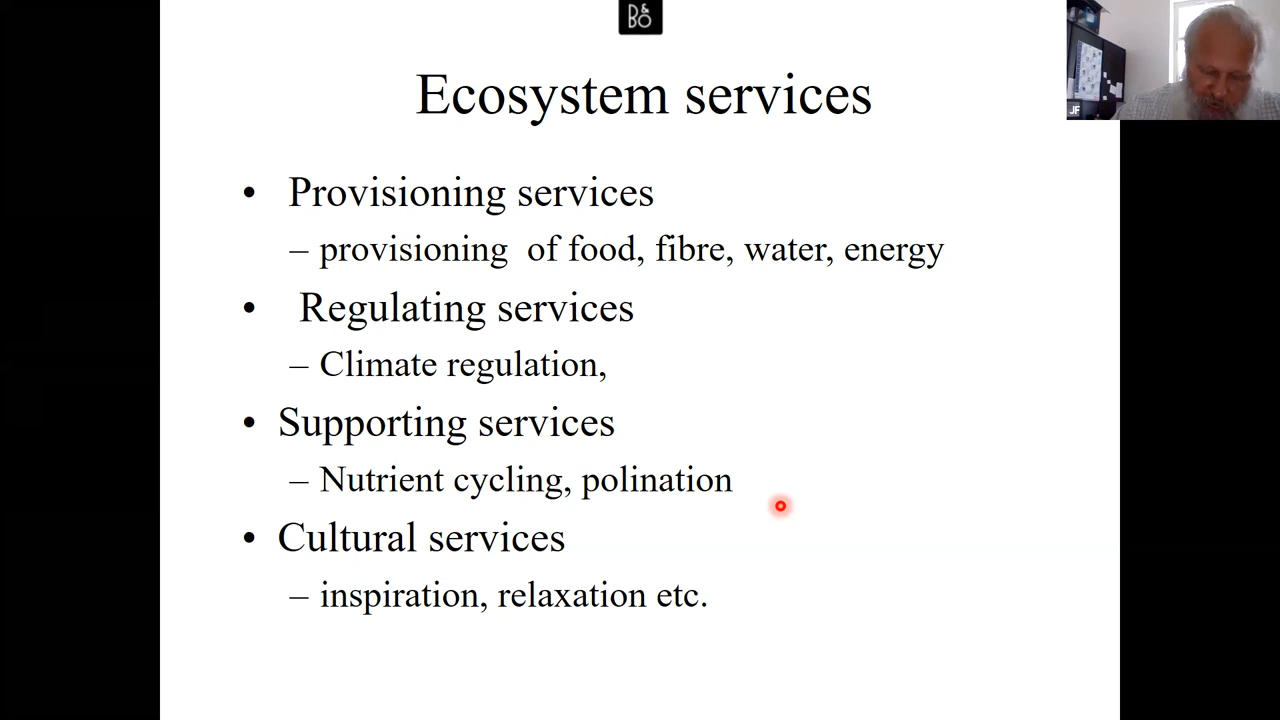 B&O
Ecosystem services
• Provisioning services
– provisioning of food, fibre, water, energy
• Regulating services
– Climate regulation,
• Supporting services
– Nutrient cycling, polination
• Cultural services
– inspiration, relaxation etc.
JF